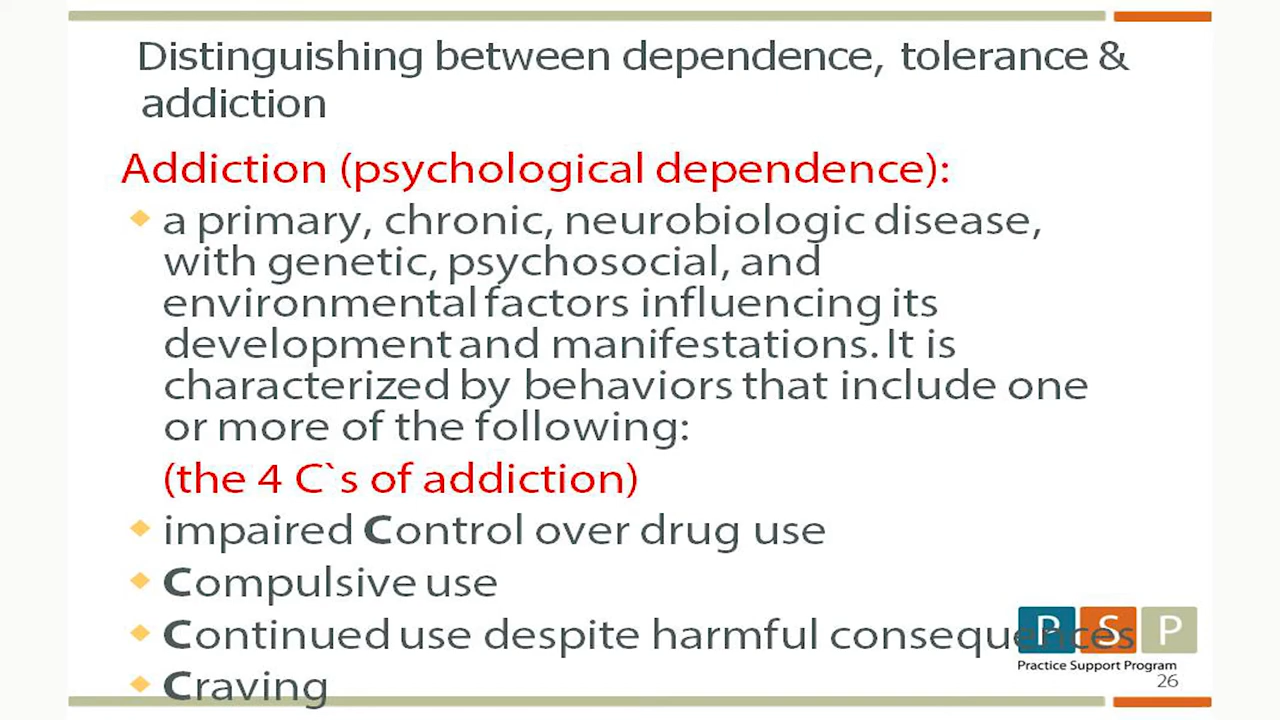 Distinguishing between dependence, tolerance &
addiction
Addiction (psychological dependence):
a primary, chronic, neurobiologic disease,
with genetic, psychosocial, and
environmental factors influencing its
development and manifestations. It is
characterized by behaviors that include one
or more of the following:
(the 4 C`s of addiction)
impaired Control over drug use
Compulsive use
Continued use despite harmful consequences
Craving
P S P
Practice Support Program
26